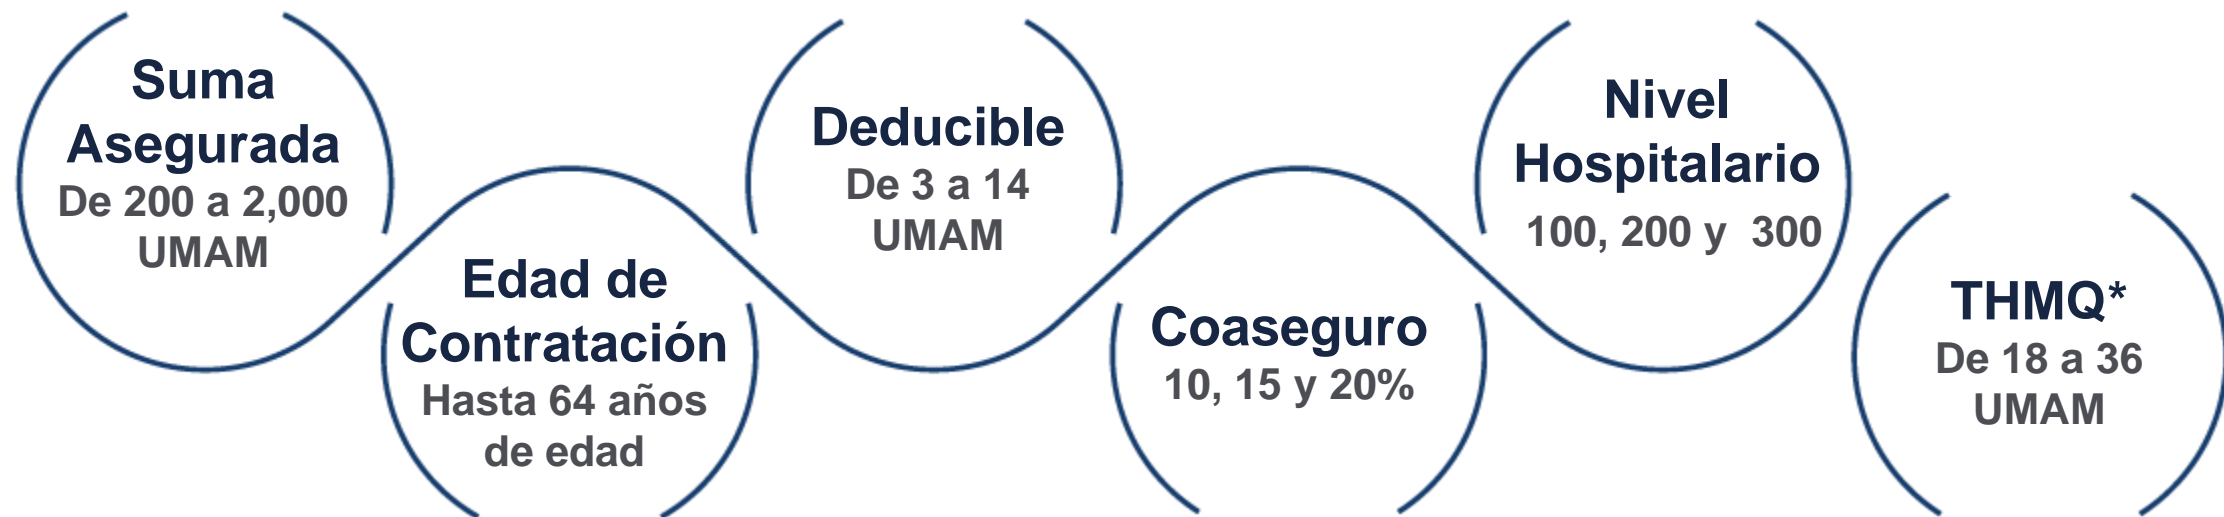 Suma
Asegurada
De 200 a 2,000
UMAM
Edad de
Contratación
Hasta 64 años
de edad
Deducible
De 3 a 14
UMAM
Coaseguro
10, 15 y 20%
Nivel
Hospitalario
100, 200 y 300
THMQ*
De 18 a 36
UMAM